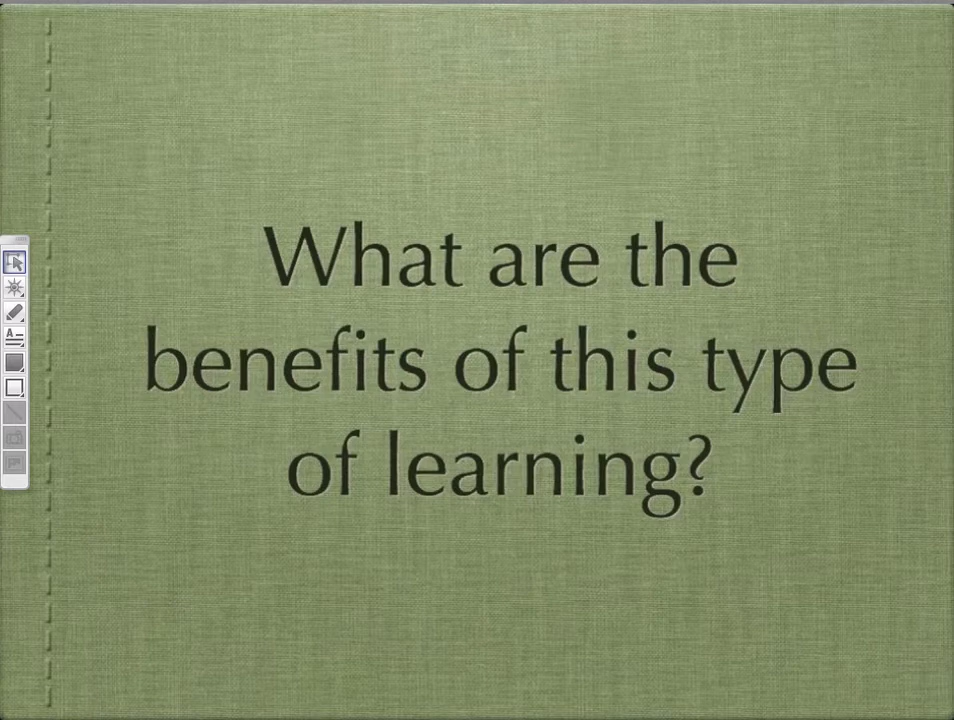 What are the
benefits of this type
of learning?